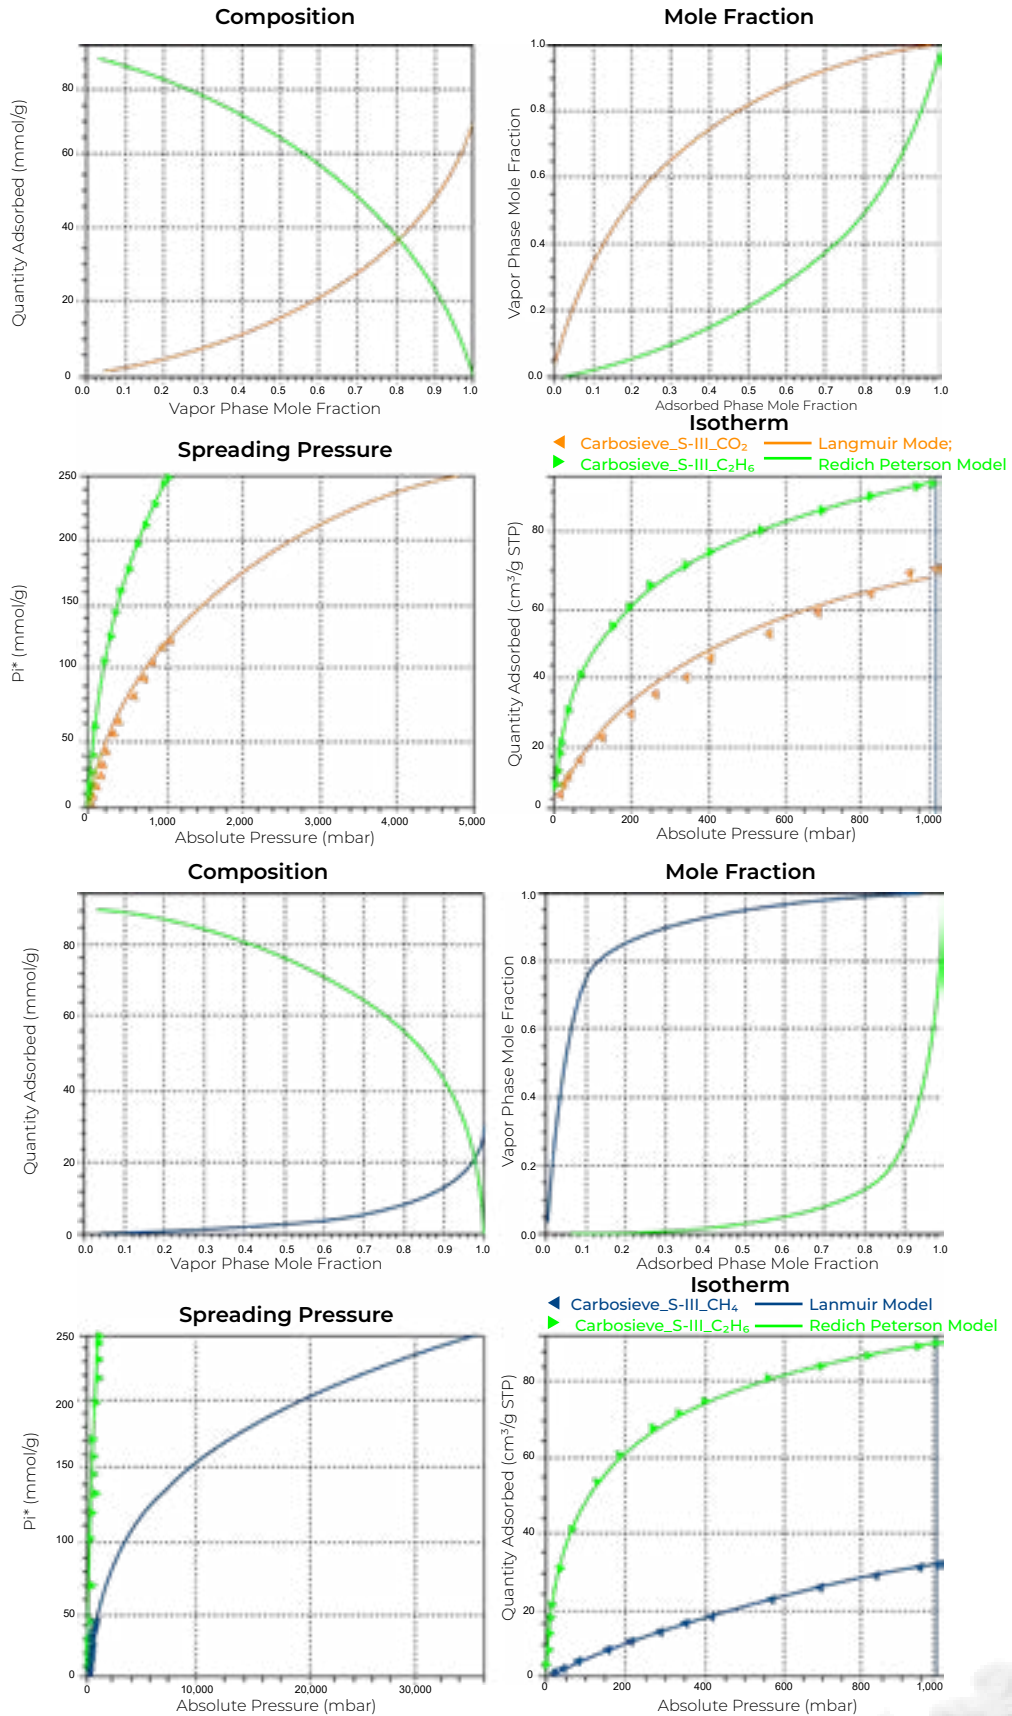 Composition
Quantity Adsorbed (mmol/g)
80
60
40
20
0
0.0 0.1 0.2 0.3 0.4 0.5 0.6 0.7 0.8 0.9 1.0
Vapor Phase Mole Fraction
Mole Fraction
Vapor Phase Mole Fraction
1.0
0.8
0.6
0.4
0.2
0.0
0.0 0.1 0.2 0.3 0.4 0.5 0.6 0.7 0.8 0.9 1.0
Adsorbed Phase Mole Fraction
Spreading Pressure
Pi* (mmol/g)
250
200
150
100
50
0
0 1,000 2,000 3,000 4,000 5,000
Absolute Pressure (mbar)
Isotherm
Carbosieve_S-III_CO₂ Langmuir Mode;
Carbosieve_S-III_C₂H₆ Redich Peterson Model
Quantity Adsorbed (cm³/g STP)
80
60
40
20
0
0 200 400 600 800 1,000
Absolute Pressure (mbar)
Composition
Quantity Adsorbed (mmol/g)
80
60
40
20
0
0.0 0.1 0.2 0.3 0.4 0.5 0.6 0.7 0.8 0.9 1.0
Vapor Phase Mole Fraction
Mole Fraction
Vapor Phase Mole Fraction
1.0
0.8
0.6
0.4
0.2
0.0
0.0 0.1 0.2 0.3 0.4 0.5 0.6 0.7 0.8 0.9 1.0
Adsorbed Phase Mole Fraction
Spreading Pressure
Pi* (mmol/g)
250
200
150
100
50
0
0 10,000 20,000 30,000
Absolute Pressure (mbar)
Isotherm
Carbosieve_S-III_CH₄ Lanmuir Model
Carbosieve_S-III_C₂H₆ Redich Peterson Model
Quantity Adsorbed (cm³/g STP)
80
60
40
20
0
0 200 400 600 800 1,000
Absolute Pressure (mbar)